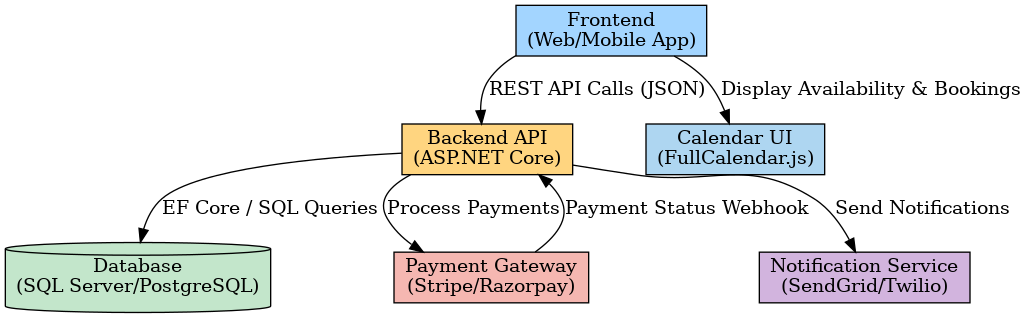 Frontend
(Web/Mobile App)
REST API Calls (JSON)
Display Availability & Bookings
Backend API
(ASP.NET Core)
Calendar UI
(FullCalendar.js)
EF Core / SQL Queries
Process Payments
Payment Status Webhook
Send Notifications
Database
(SQL Server/PostgreSQL)
Payment Gateway
(Stripe/Razorpay)
Notification Service
(SendGrid/Twilio)